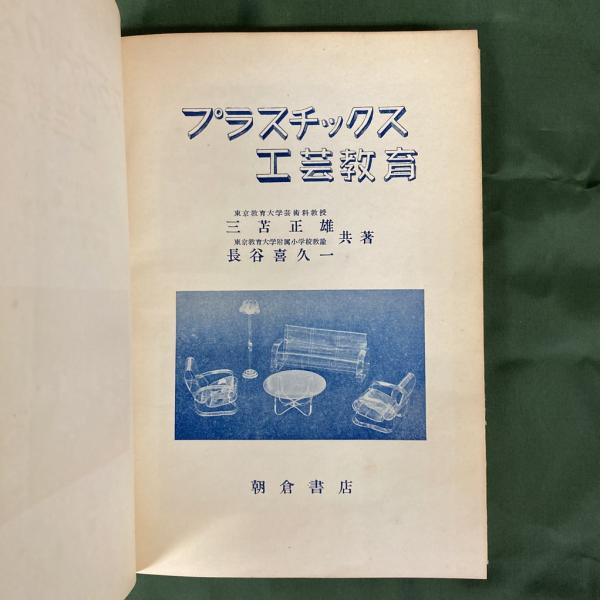 プラスチックス
工芸教育
東京教育大学芸術科教授
三苫正雄
東京教育大学附属小学校教諭
長谷喜久一
共著
朝倉書店